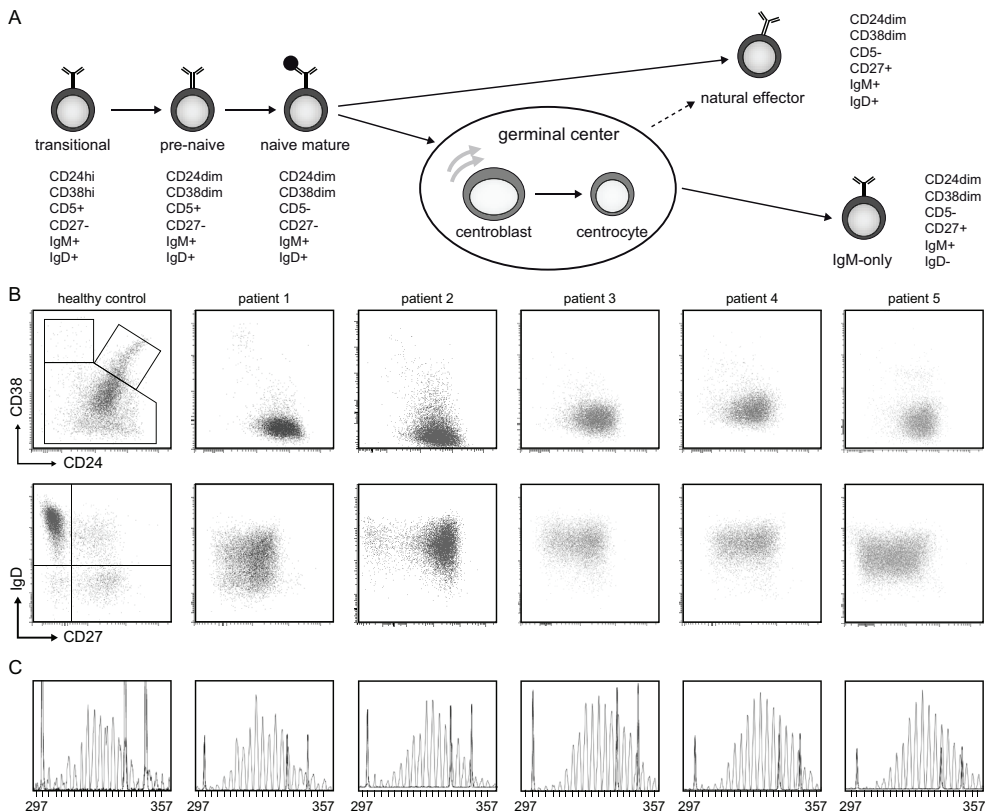 A
transitional
pre-naive
naive mature
CD24hi
CD38hi
CD5+
CD27-
IgM+
IgD+
CD24dim
CD38dim
CD5+
CD27-
IgM+
IgD+
CD24dim
CD38dim
CD5-
CD27-
IgM+
IgD+
germinal center
centroblast
centrocyte
natural effector
CD24dim
CD38dim
CD5-
CD27+
IgM+
IgD+
IgM-only
CD24dim
CD38dim
CD5-
CD27+
IgM+
IgD-
B
healthy control
patient 1
patient 2
patient 3
patient 4
patient 5
CD38
CD24
IgD
CD27
C
297 357
297 357
297 357
297 357
297 357
297 357